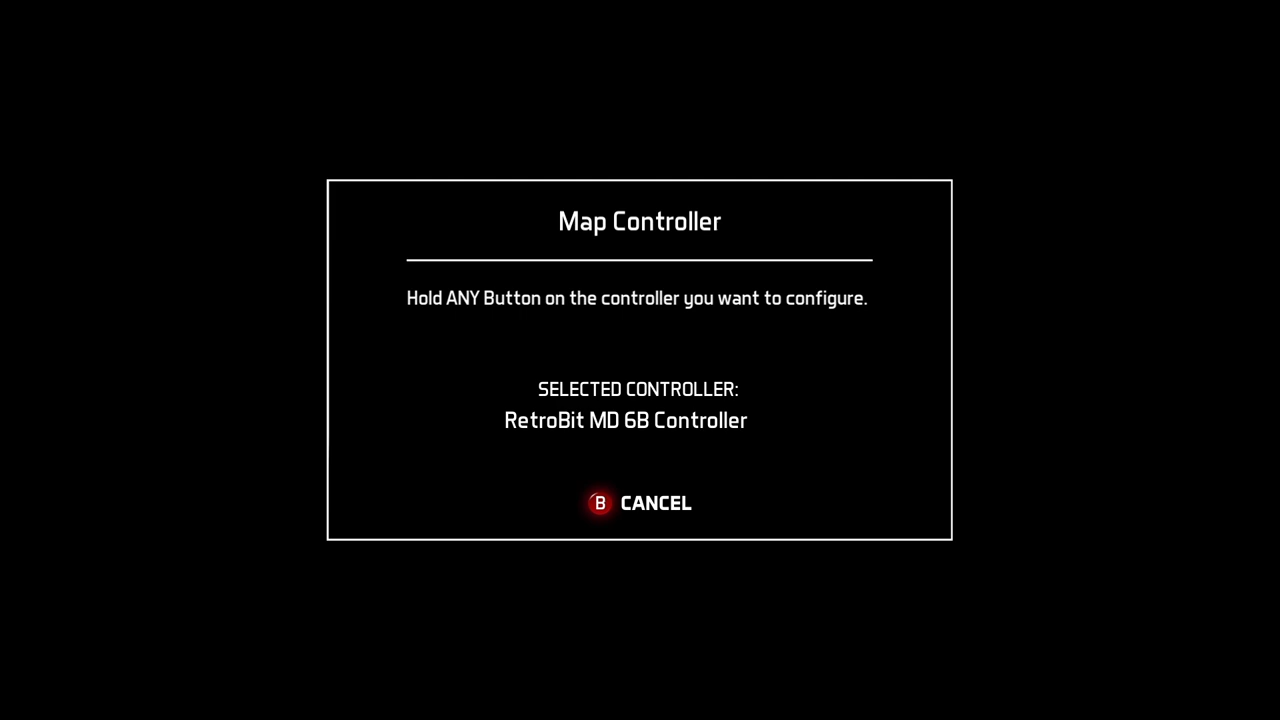 Map Controller
Hold ANY Button on the controller you want to configure.
SELECTED CONTROLLER:
RetroBit MD 6B Controller
B CANCEL